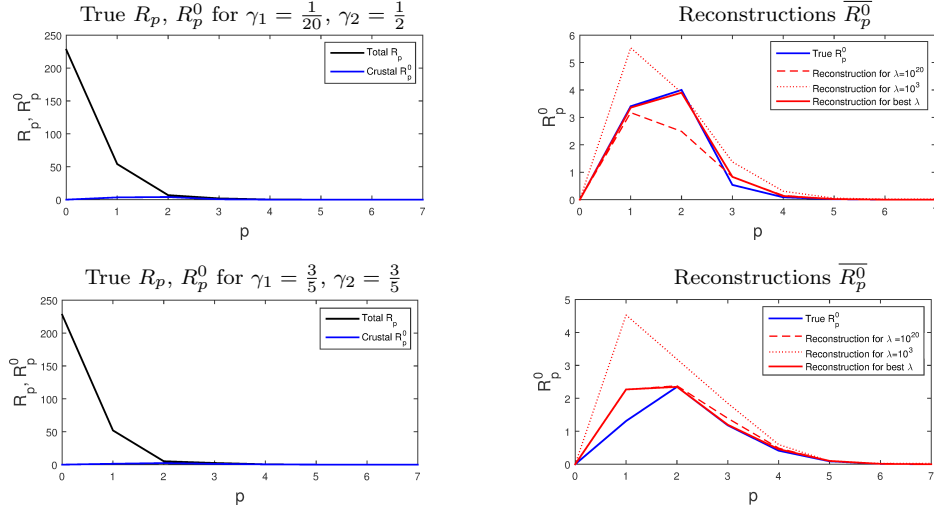 True R_p, R_p^0 for γ1 = 1/20, γ2 = 1/2
250
200
150
100
50
0
R_p, R_p^0
Total R_p
Crustal R_p^0
0 1 2 3 4 5 6 7
p
Reconstructions \overline{R_p^0}
6
5
4
3
2
1
0
R_p^0
True R_p^0
Reconstruction for λ=10^20
Reconstruction for λ=10^3
Reconstruction for best λ
0 1 2 3 4 5 6 7
p
True R_p, R_p^0 for γ1 = 3/5, γ2 = 3/5
250
200
150
100
50
0
R_p, R_p^0
Total R_p
Crustal R_p^0
0 1 2 3 4 5 6 7
p
Reconstructions \overline{R_p^0}
5
4
3
2
1
0
R_p^0
True R_p^0
Reconstruction for λ =10^20
Reconstruction for λ=10^3
Reconstruction for best λ
0 1 2 3 4 5 6 7
p